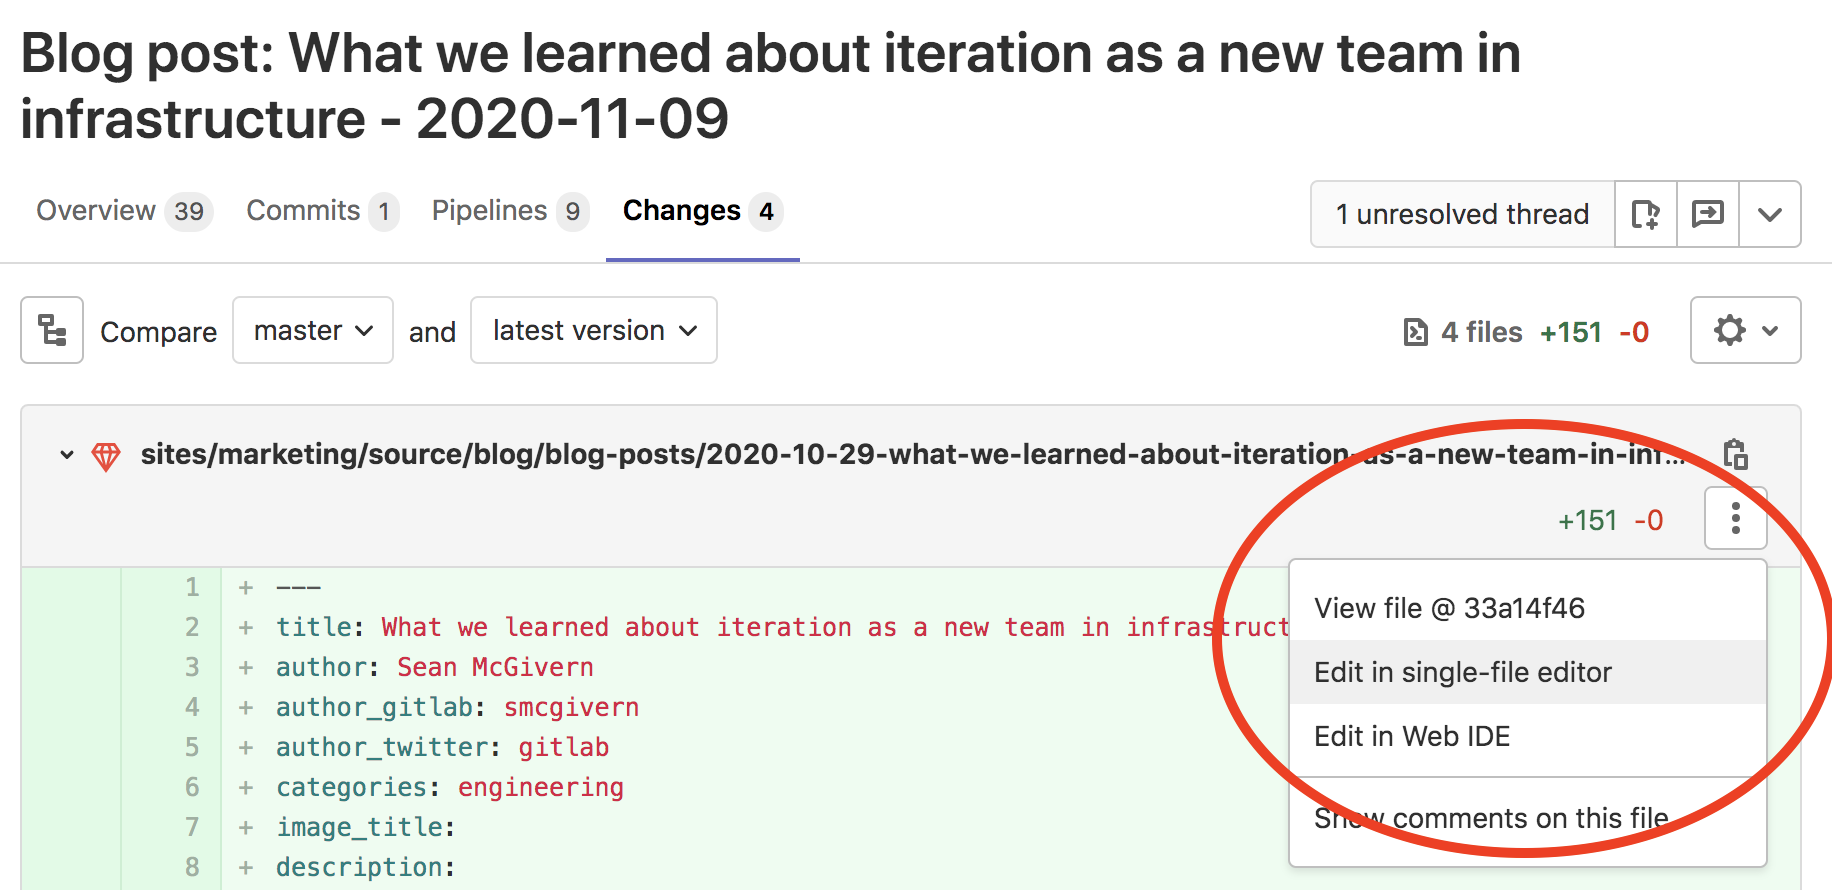 Blog post: What we learned about iteration as a new team in
infrastructure - 2020-11-09
Overview 39 Commits 1 Pipelines 9 Changes 4 1 unresolved thread
Compare master and latest version 4 files +151 -0
sites/marketing/source/blog/blog-posts/2020-10-29-what-we-learned-about-iteration-as-a-new-team-in-inf...
+151 -0
View file @ 33a14f46
Edit in single-file editor
Edit in Web IDE
Show comments on this file
1 + ---
2 + title: What we learned about iteration as a new team in infrastruct
3 + author: Sean McGivern
4 + author_gitlab: smcgivern
5 + author_twitter: gitlab
6 + categories: engineering
7 + image_title:
8 + description: